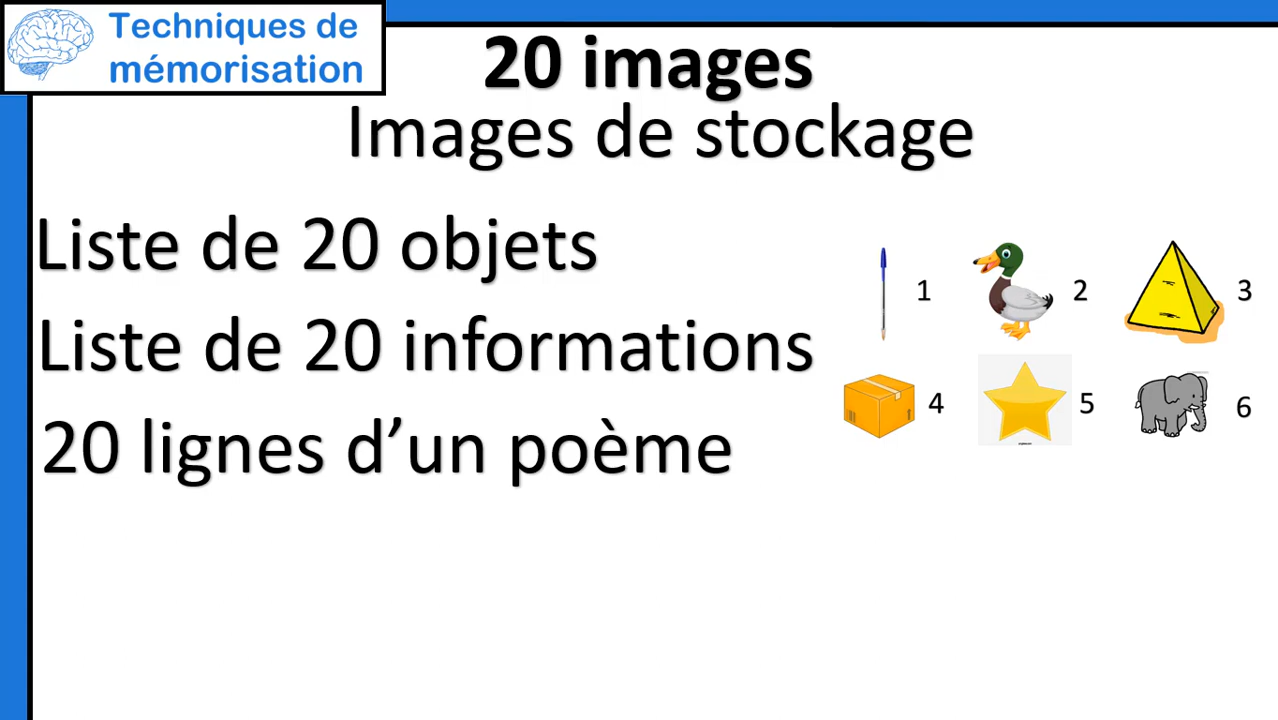 Techniques de
mémorisation
20 images
Images de stockage
Liste de 20 objets
Liste de 20 informations
20 lignes d’un poème
1
2
3
4
5
6